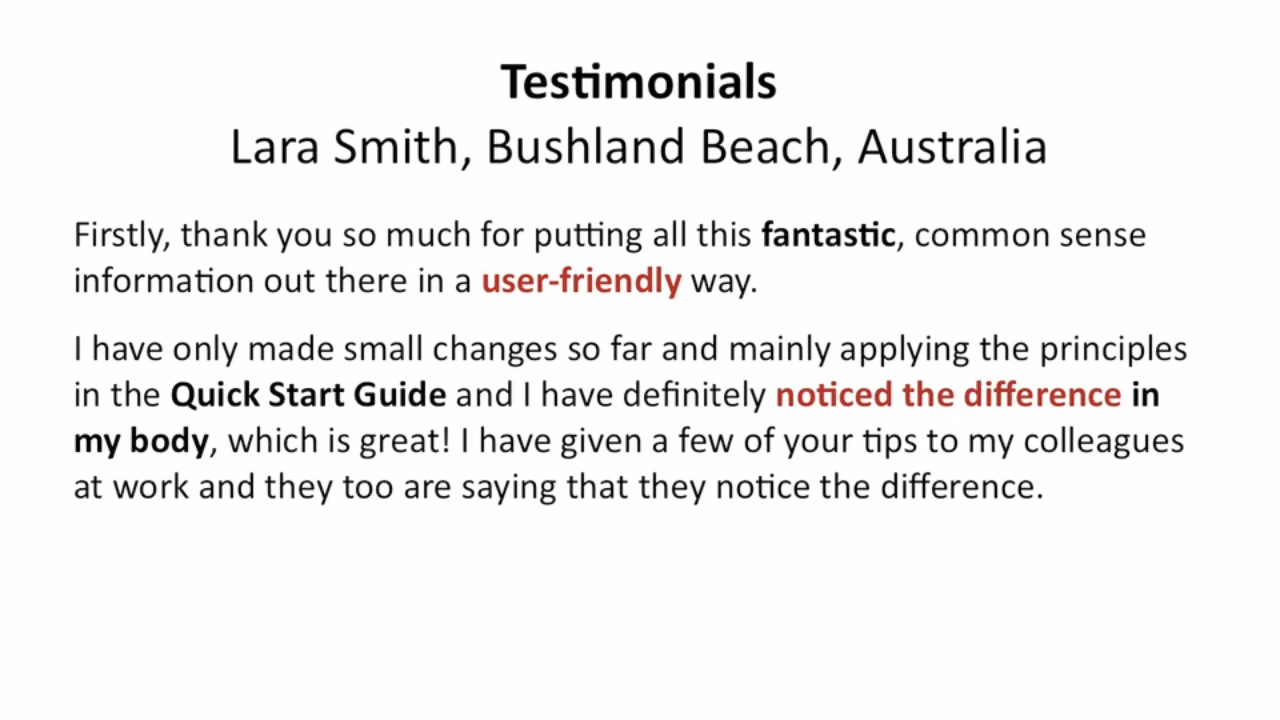 Testimonials
Lara Smith, Bushland Beach, Australia
Firstly, thank you so much for putting all this fantastic, common sense
information out there in a user-friendly way.
I have only made small changes so far and mainly applying the principles
in the Quick Start Guide and I have definitely noticed the difference in
my body, which is great! I have given a few of your tips to my colleagues
at work and they too are saying that they notice the difference.